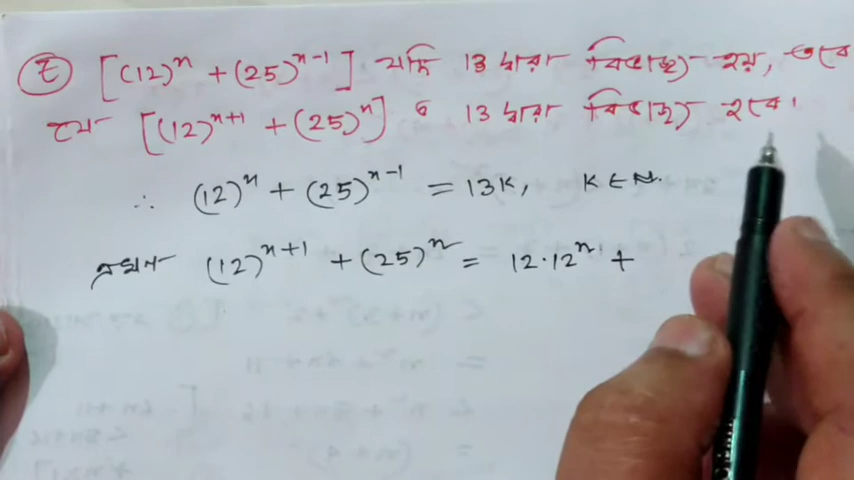 (ঙ) [(12)ⁿ + (25)ⁿ⁻¹] যদি 13 দ্বারা বিভাজ্য হয়, তবে
[(12)ⁿ⁺¹ + (25)ⁿ] ও 13 দ্বারা বিভাজ্য হবে।
∴ (12)ⁿ + (25)ⁿ⁻¹ = 13K, K ∈ N.
এখন (12)ⁿ⁺¹ + (25)ⁿ = 12·12ⁿ +